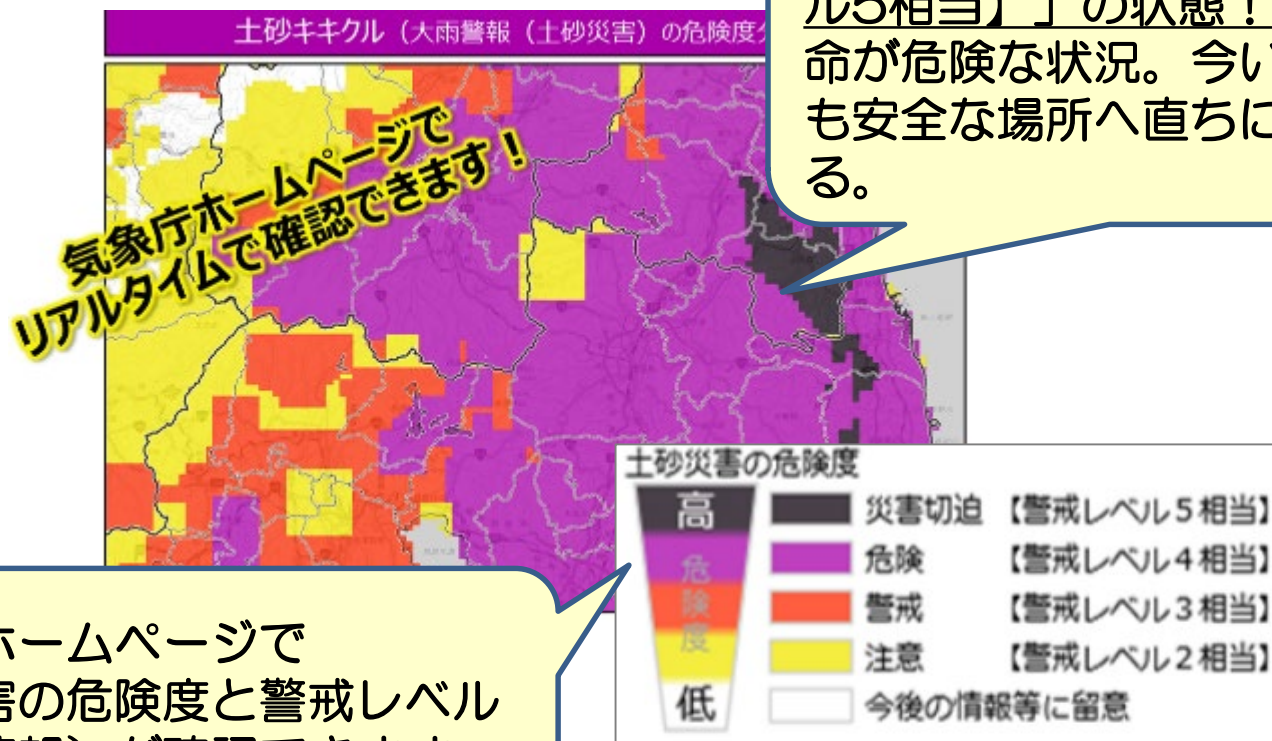 土砂キキクル（大雨警報（土砂災害）の危険度
ル5相当】」の状態！
命が危険な状況。今い
も安全な場所へ直ちに
る。
気象庁ホームページで
リアルタイムで確認できます！
土砂災害の危険度
高
危険度
低
災害切迫 【警戒レベル５相当】
危険 【警戒レベル４相当】
警戒 【警戒レベル３相当】
注意 【警戒レベル２相当】
今後の情報等に留意
ホームページで
害の危険度と警戒レベル